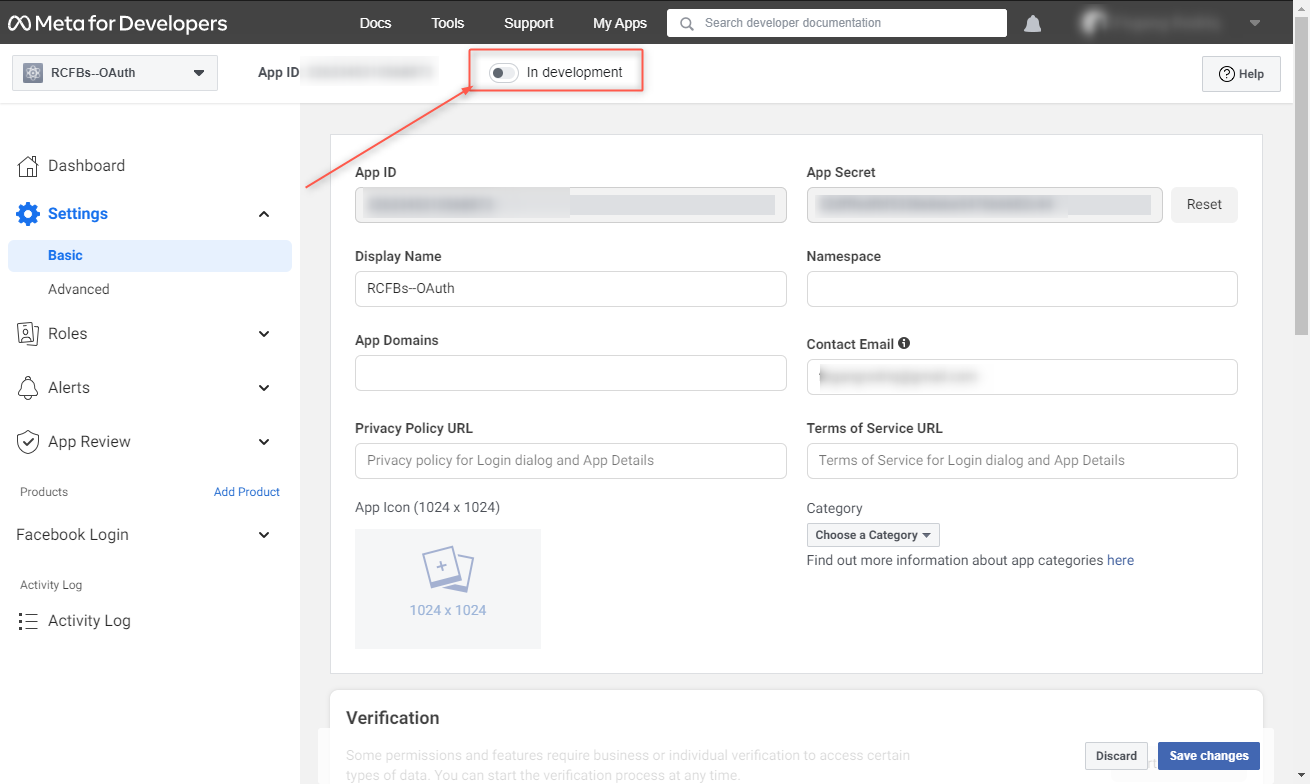 Meta for Developers
Docs Tools Support My Apps Search developer documentation
RCFBs--OAuth
App ID
In development
Help
Dashboard
Settings
Basic
Advanced
Roles
Alerts
App Review
Products Add Product
Facebook Login
Activity Log
Activity Log
App ID
App Secret
Reset
Display Name
RCFBs--OAuth
Namespace
App Domains
Contact Email
Privacy Policy URL
Privacy policy for Login dialog and App Details
Terms of Service URL
Terms of Service for Login dialog and App Details
App Icon (1024 x 1024)
1024 x 1024
Category
Choose a Category
Find out more information about app categories here
Verification
Some permissions and features require business or individual verification to access certain
types of data. You can start the verification process at any time.
Discard
Save changes